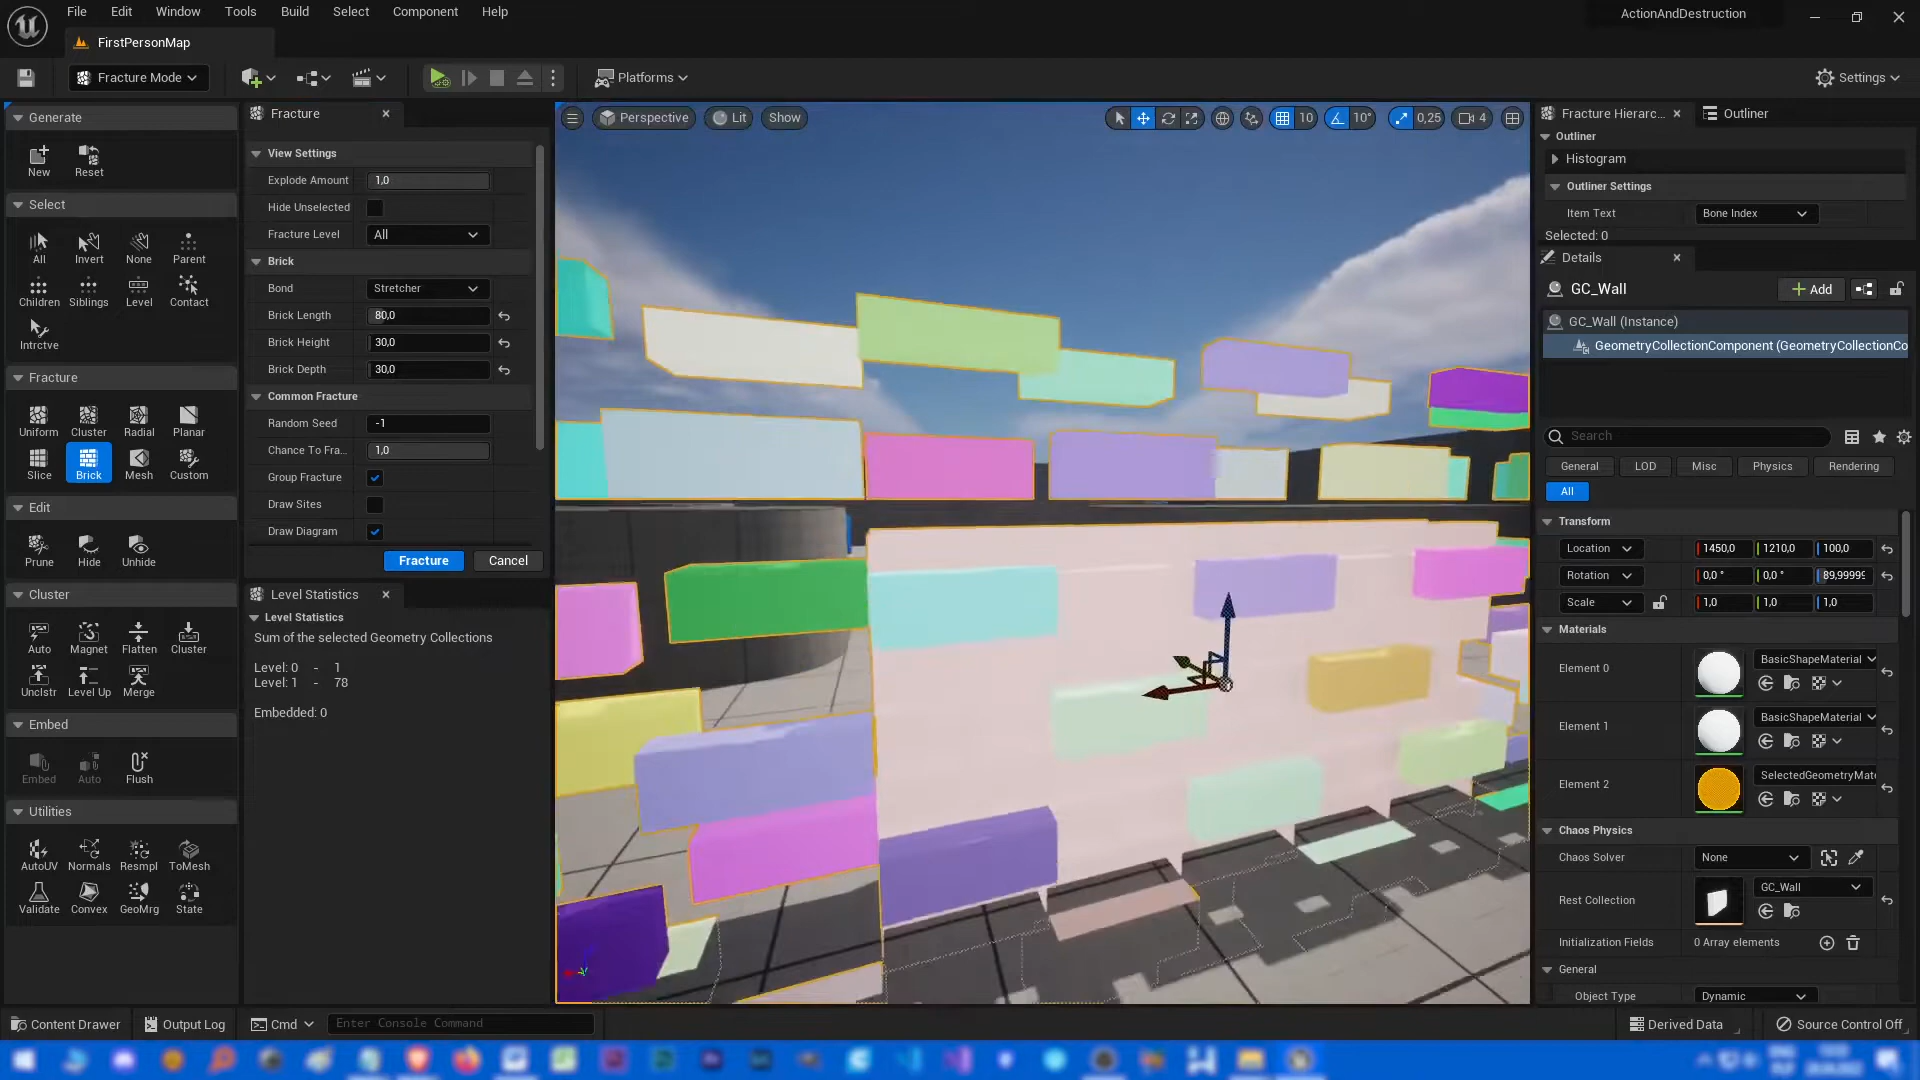 File Edit Window Tools Build Select Component Help
ActionAndDestruction
FirstPersonMap
Fracture Mode
Platforms
Settings
Generate
New Reset
Select
All Invert None Parent
Children Siblings Level Contact
Intrctve
Fracture
Uniform Cluster Radial Planar
Slice Brick Mesh Custom
Edit
Prune Hide Unhide
Cluster
Auto Magnet Flatten Cluster
Unclstr Level Up Merge
Embed
Embed Auto Flush
Utilities
AutoUV Normals Resmpl ToMesh
Validate Convex GeoMrg State
Fracture
View Settings
Explode Amount 1,0
Hide Unselected
Fracture Level All
Brick
Bond Stretcher
Brick Length 80,0
Brick Height 30,0
Brick Depth 30,0
Common Fracture
Random Seed -1
Chance To Fra... 1,0
Group Fracture
Draw Sites
Draw Diagram
Fracture Cancel
Level Statistics
Level Statistics
Sum of the selected Geometry Collections
Level: 0 - 1
Level: 1 - 78
Embedded: 0
Perspective Lit Show
10 10° 0,25 4
Fracture Hierarc... Outliner
Outliner
Histogram
Outliner Settings
Item Text Bone Index
Selected: 0
Details
GC_Wall Add
GC_Wall (Instance)
GeometryCollectionComponent (GeometryCollectionCo
Search
General LOD Misc Physics Rendering
All
Transform
Location 1450,0 1210,0 100,0
Rotation 0,0 ° 0,0 ° 89,99999
Scale 1,0 1,0 1,0
Materials
Element 0 BasicShapeMaterial
Element 1 BasicShapeMaterial
Element 2 SelectedGeometryMate
Chaos Physics
Chaos Solver None
Rest Collection GC_Wall
Initialization Fields 0 Array elements
General
Object Type Dynamic
Content Drawer Output Log Cmd Enter Console Command
Derived Data Source Control Off